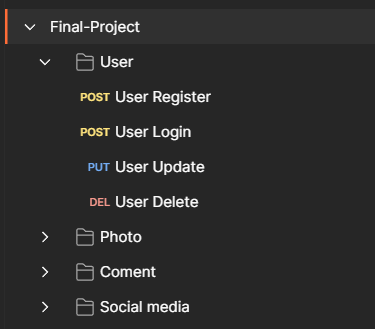 Final-Project
User
POST User Register
POST User Login
PUT User Update
DEL User Delete
Photo
Coment
Social media